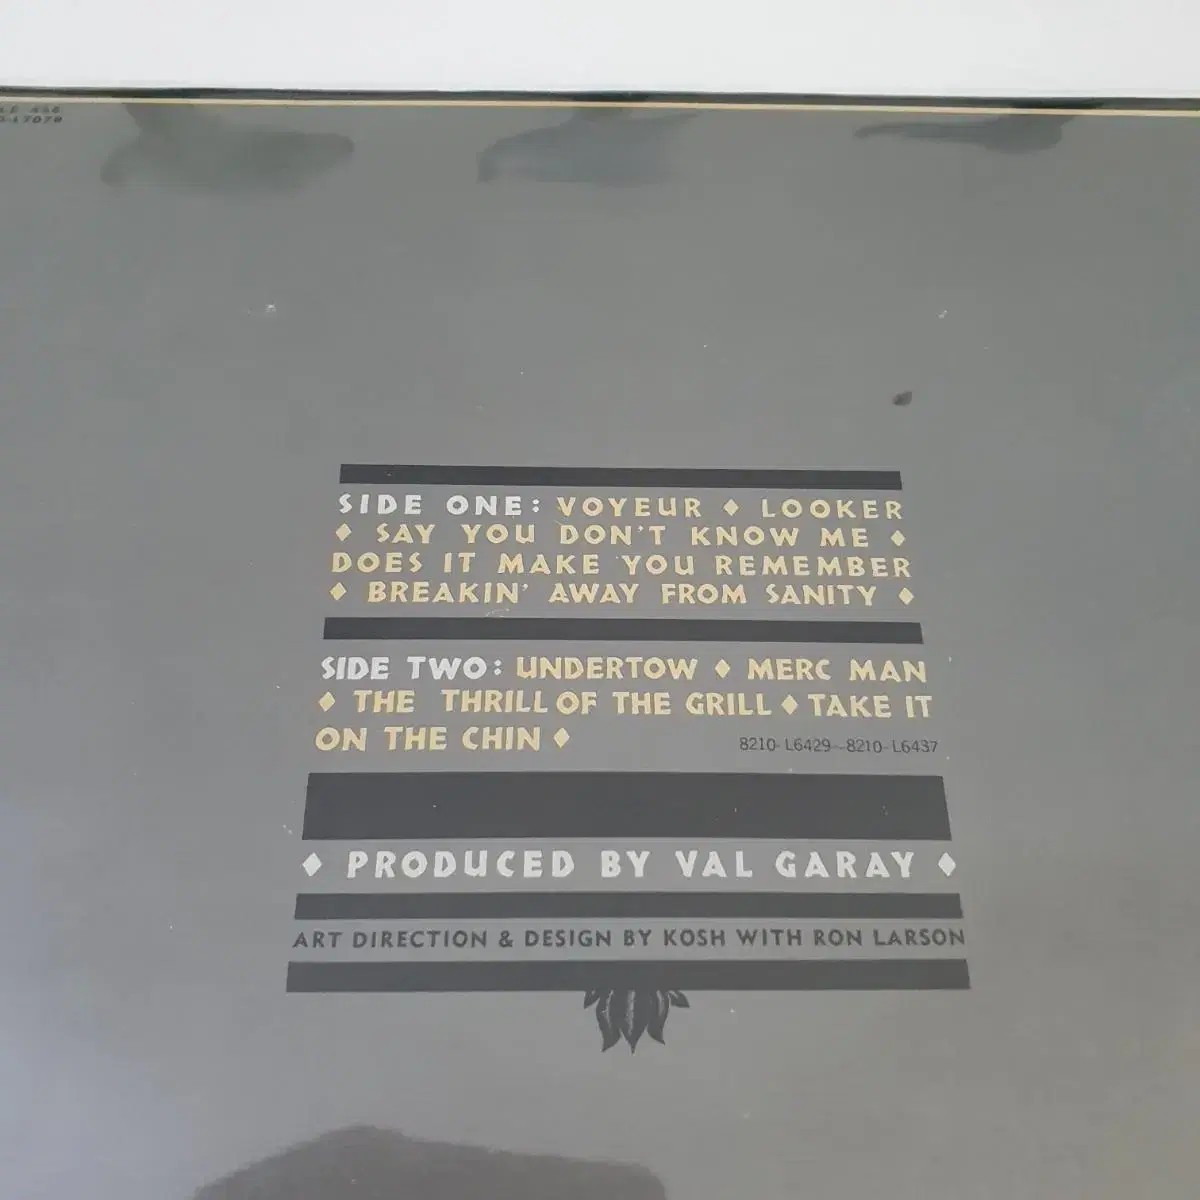 SIDE ONE: VOYEUR ♦ LOOKER
♦ SAY YOU DON'T KNOW ME ♦
DOES IT MAKE YOU REMEMBER
♦ BREAKIN' AWAY FROM SANITY ♦
SIDE TWO: UNDERTOW ♦ MERC MAN
♦ THE THRILL OF THE GRILL ♦ TAKE IT
ON THE CHIN ♦
8210-L6429~8210-L6437
♦ PRODUCED BY VAL GARAY ♦
ART DIRECTION & DESIGN BY KOSH WITH RON LARSON